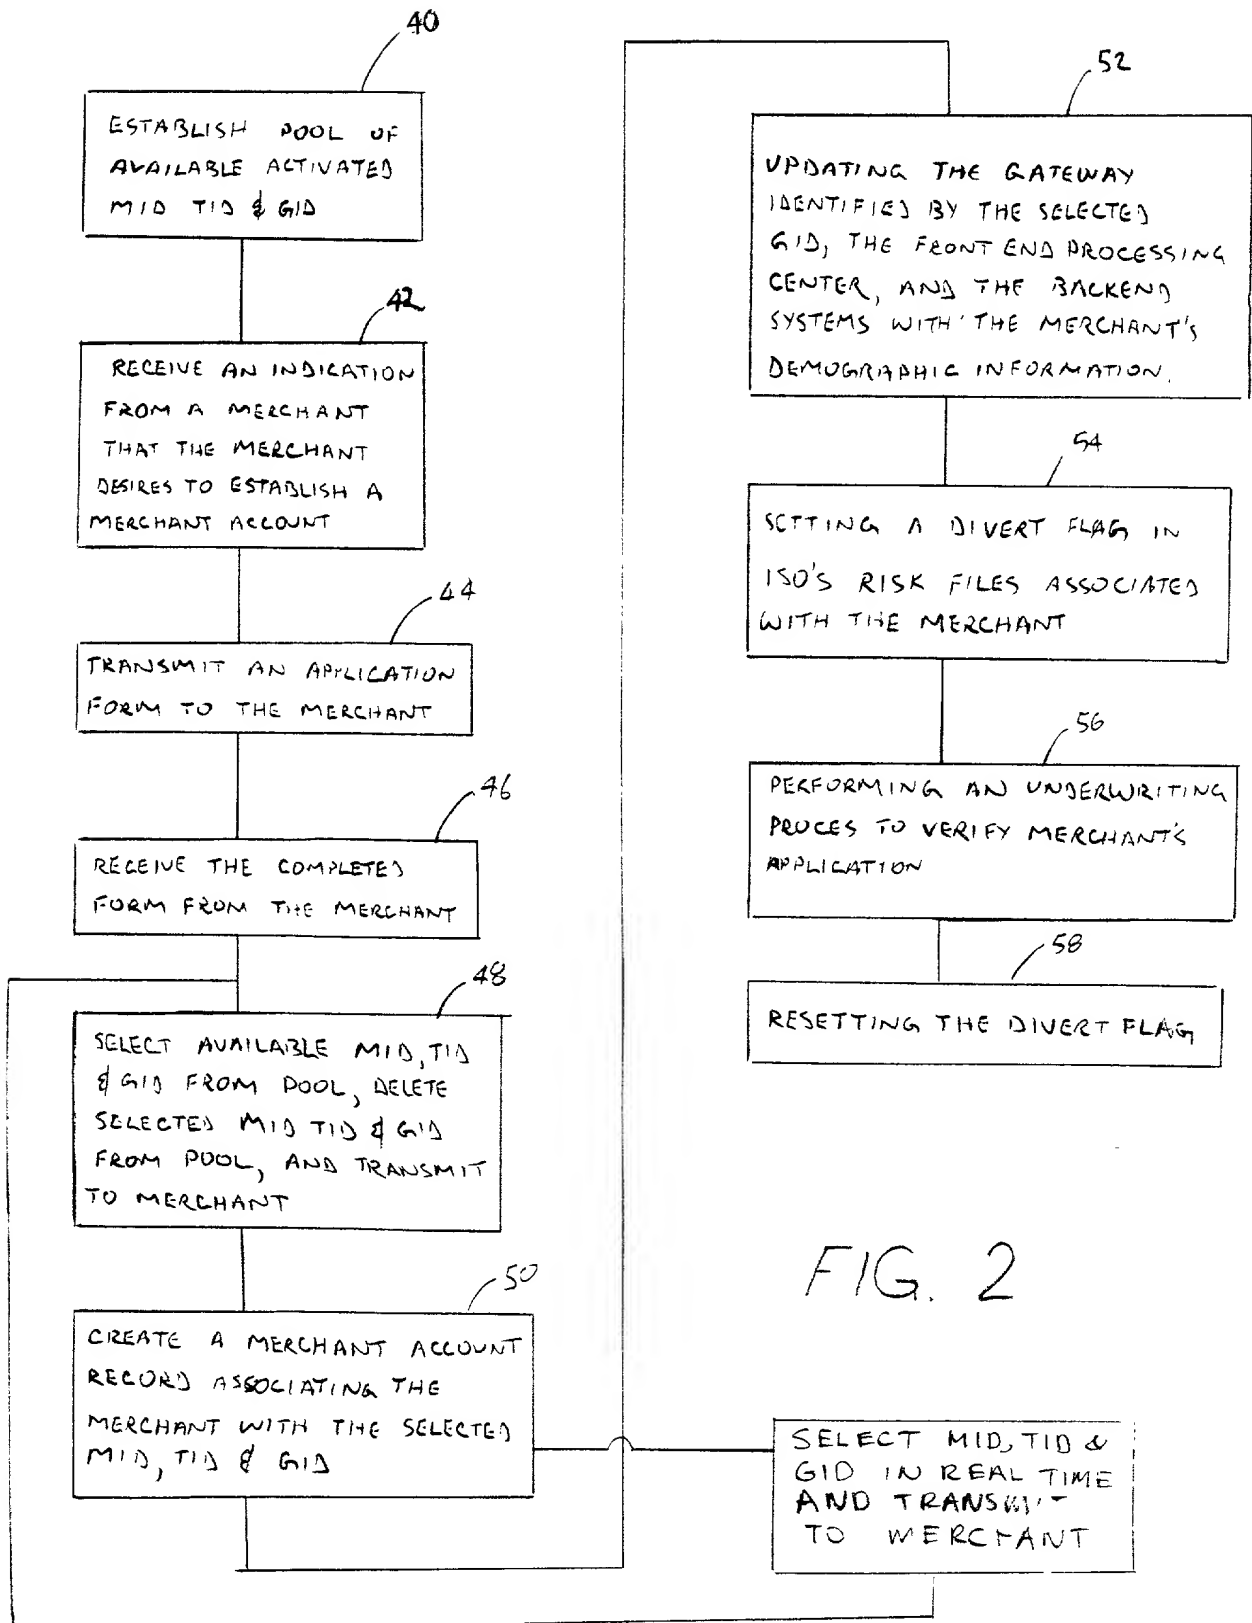 40
ESTABLISH POOL OF
AVAILABLE ACTIVATED
MID TID & GID
42
RECEIVE AN INDICATION
FROM A MERCHANT
THAT THE MERCHANT
DESIRES TO ESTABLISH A
MERCHANT ACCOUNT
44
TRANSMIT AN APPLICATION
FORM TO THE MERCHANT
46
RECEIVE THE COMPLETED
FORM FROM THE MERCHANT
48
SELECT AVAILABLE MID, TID
& GID FROM POOL, DELETE
SELECTED MID TID & GID
FROM POOL, AND TRANSMIT
TO MERCHANT
50
CREATE A MERCHANT ACCOUNT
RECORD ASSOCIATING THE
MERCHANT WITH THE SELECTED
MID, TID & GID
52
UPDATING THE GATEWAY
IDENTIFIED BY THE SELECTED
GID, THE FRONT END PROCESSING
CENTER, AND THE BACKEND
SYSTEMS WITH THE MERCHANT'S
DEMOGRAPHIC INFORMATION.
54
SETTING A DIVERT FLAG IN
ISO'S RISK FILES ASSOCIATED
WITH THE MERCHANT
56
PERFORMING AN UNDERWRITING
PROCES TO VERIFY MERCHANT'S
APPLICATION
58
RESETTING THE DIVERT FLAG
FIG. 2
SELECT MID, TID &
GID IN REAL TIME
AND TRANSMIT
TO MERCHANT